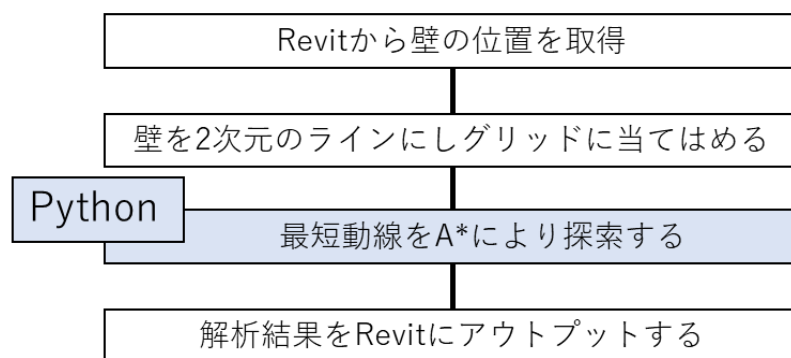 Revitから壁の位置を取得
壁を2次元のラインにしグリッドに当てはめる
Python
最短動線をA*により探索する
解析結果をRevitにアウトプットする